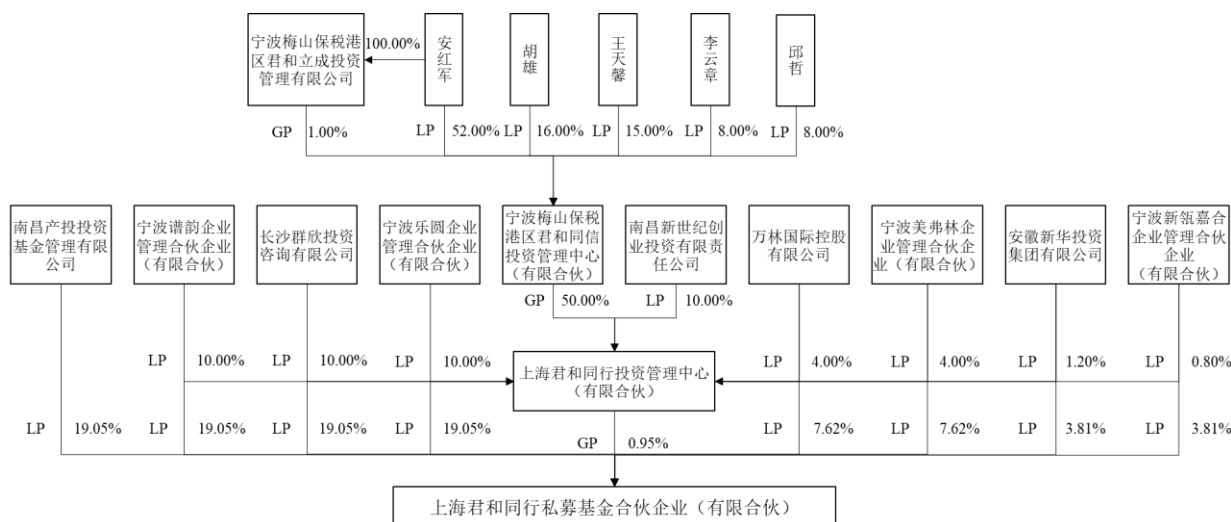 宁波梅山保税港
区君和立成投资
管理有限公司
100.00%
安红军
胡雄
王天馨
李云章
邱哲
GP 1.00%
LP 52.00%
LP 16.00%
LP 15.00%
LP 8.00%
LP 8.00%
南昌产投投资
基金管理有限
公司
宁波谱韵企业
管理合伙企业
（有限合伙）
长沙群欣投资
咨询有限公司
宁波乐圆企业
管理合伙企业
（有限合伙）
宁波梅山保税
港区君和同信
投资管理中心
（有限合伙）
南昌新世纪创
业投资有限责
任公司
万林国际控股
有限公司
宁波美弗林企
业管理合伙企
业（有限合伙）
安徽新华投资
集团有限公司
宁波新瓴嘉合
企业管理合伙
企业
（有限合伙）
GP 50.00%
LP 10.00%
LP 10.00%
LP 10.00%
LP 10.00%
上海君和同行投资管理中心
（有限合伙）
LP 4.00%
LP 4.00%
LP 1.20%
LP 0.80%
LP 19.05%
LP 19.05%
LP 19.05%
LP 19.05%
GP 0.95%
LP 7.62%
LP 7.62%
LP 3.81%
LP 3.81%
上海君和同行私募基金合伙企业（有限合伙）